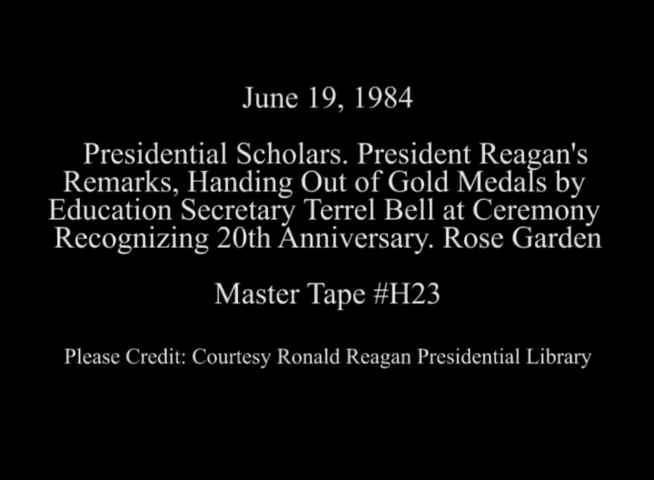 June 19, 1984
Presidential Scholars. President Reagan's
Remarks, Handing Out of Gold Medals by
Education Secretary Terrel Bell at Ceremony
Recognizing 20th Anniversary. Rose Garden
Master Tape #H23
Please Credit: Courtesy Ronald Reagan Presidential Library